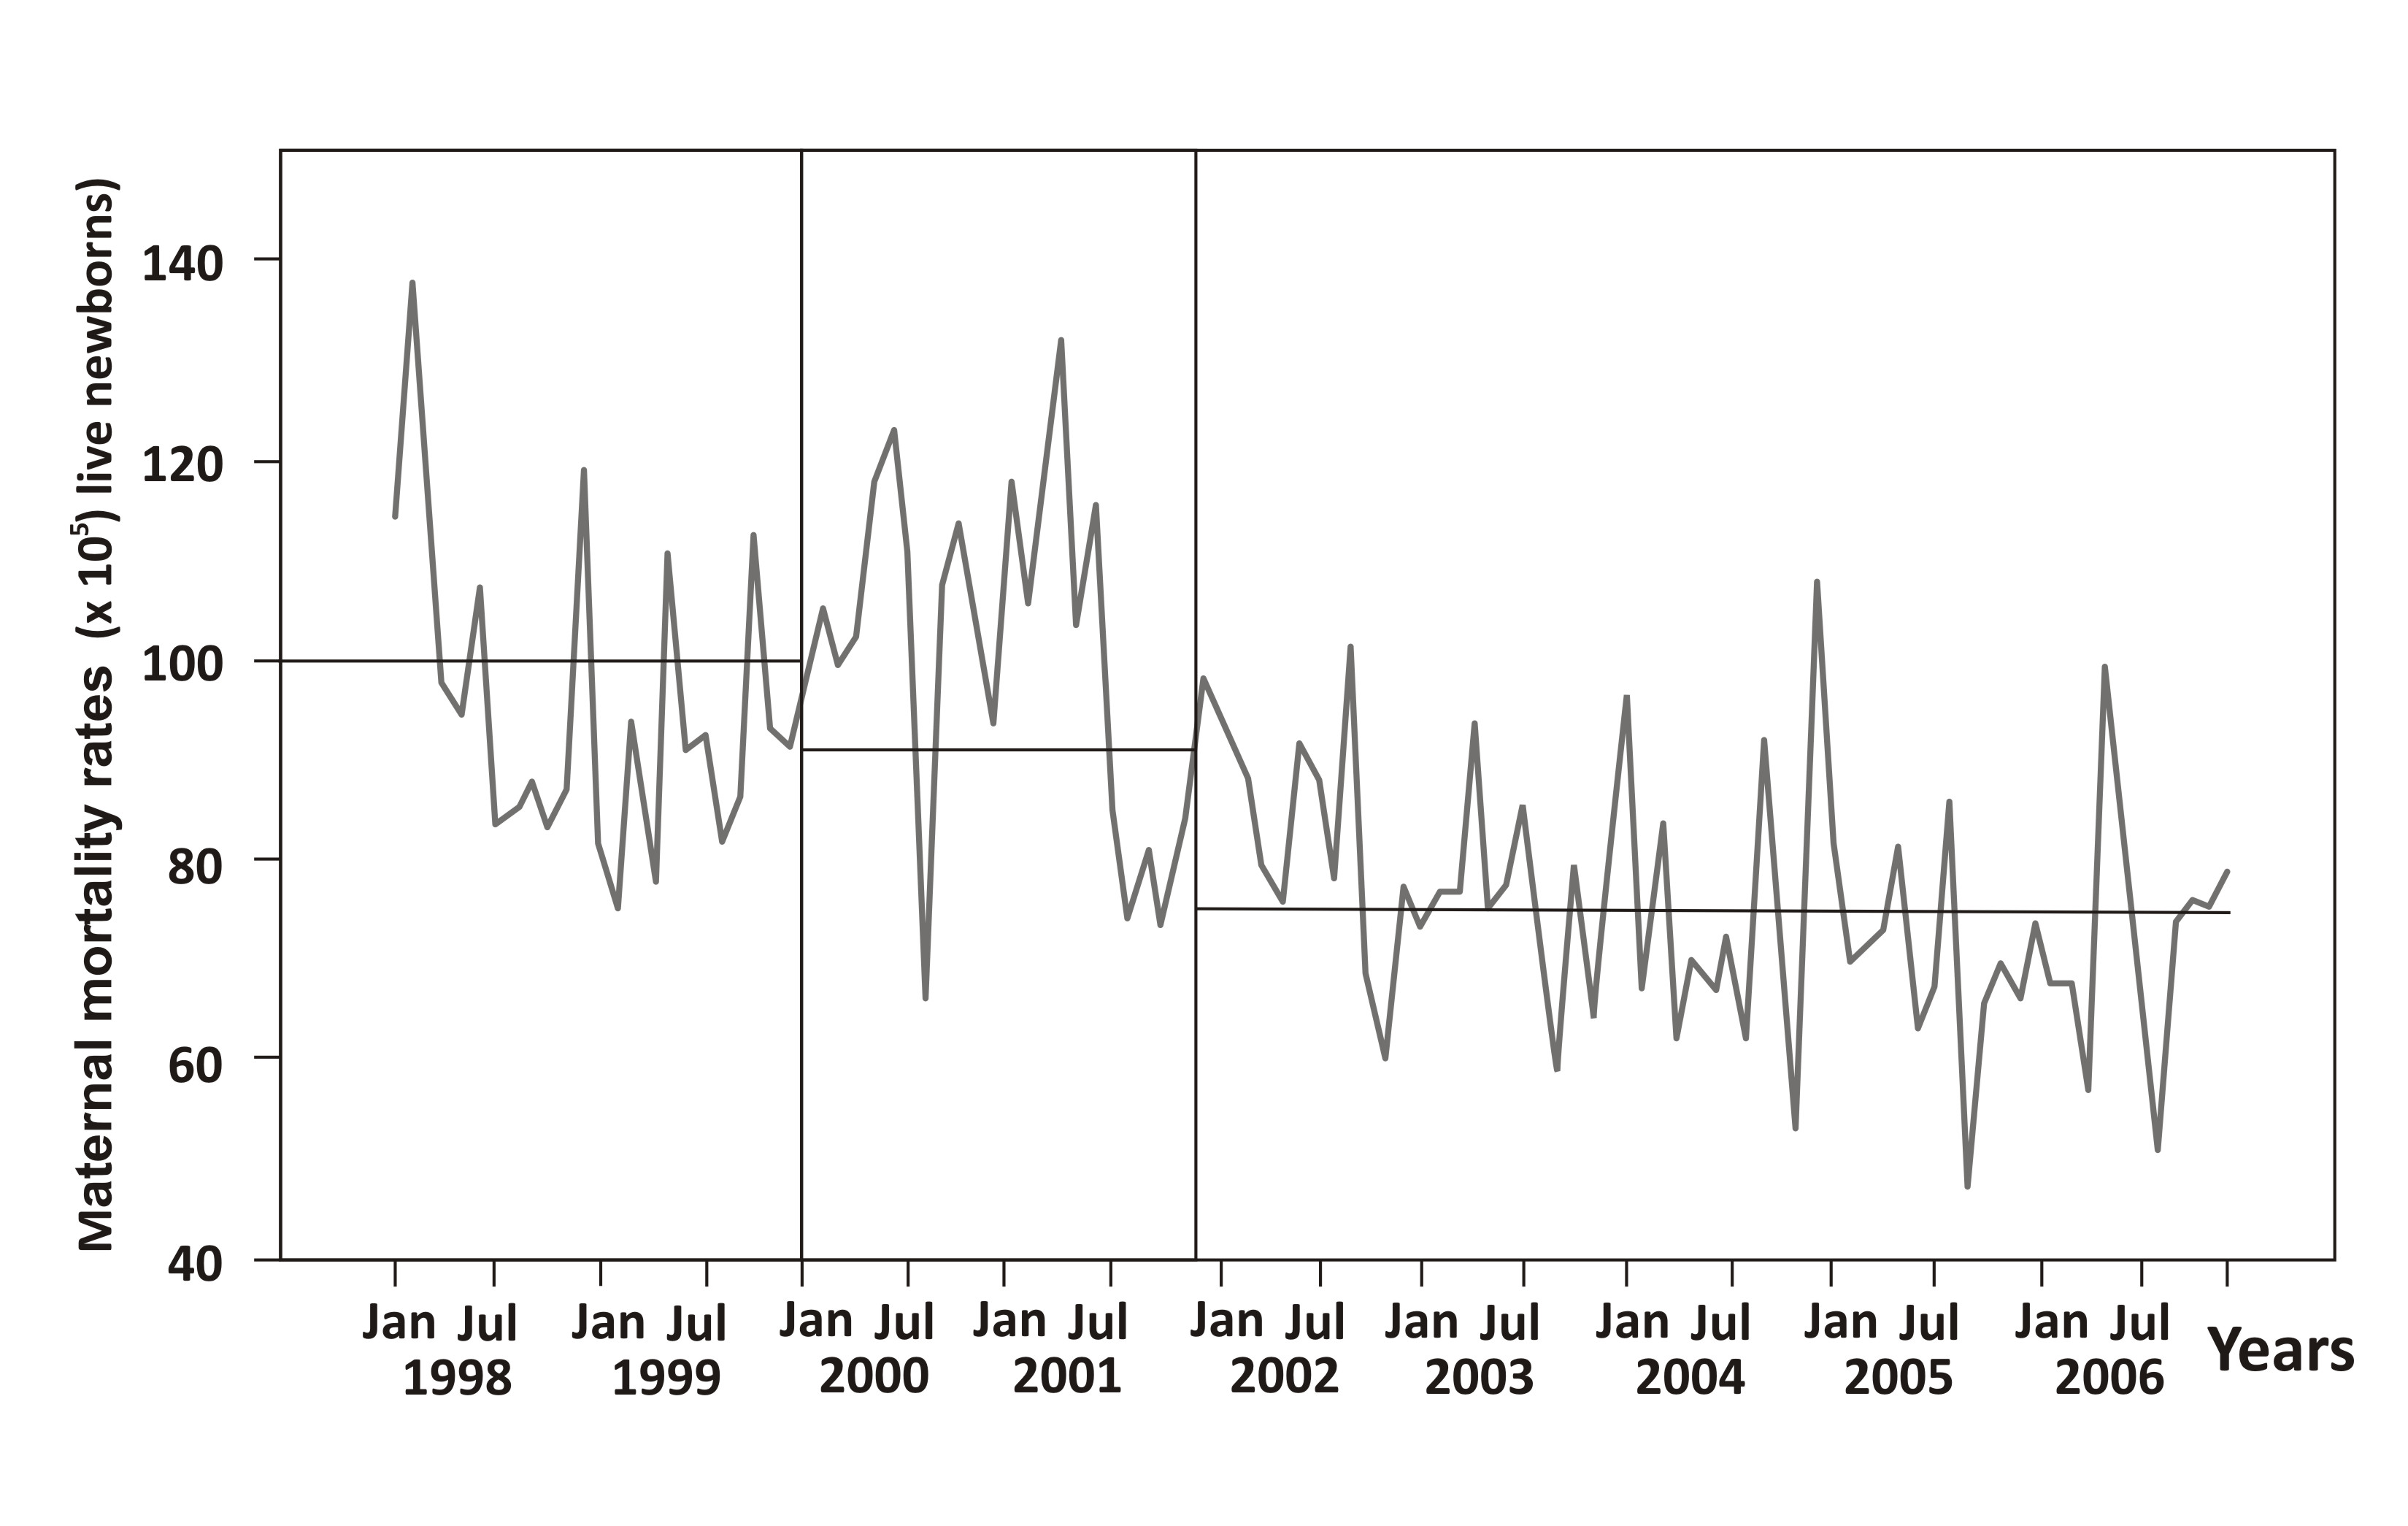 Maternal mortality rates (x 10⁵) live newborns)
140
120
100
80
60
40
Jan Jul Jan Jul Jan Jul Jan Jul Jan Jul Jan Jul Jan Jul Jan Jul Jan Jul
1998 1999 2000 2001 2002 2003 2004 2005 2006
Years